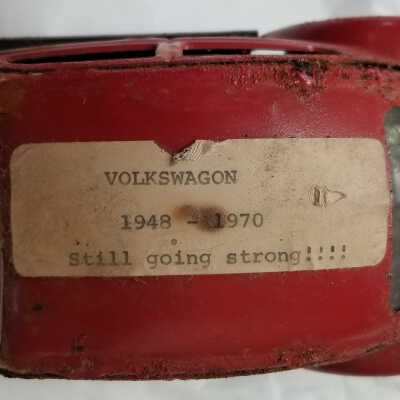 VOLKSWAGON
1948 - 1970
Still going strong!!!!